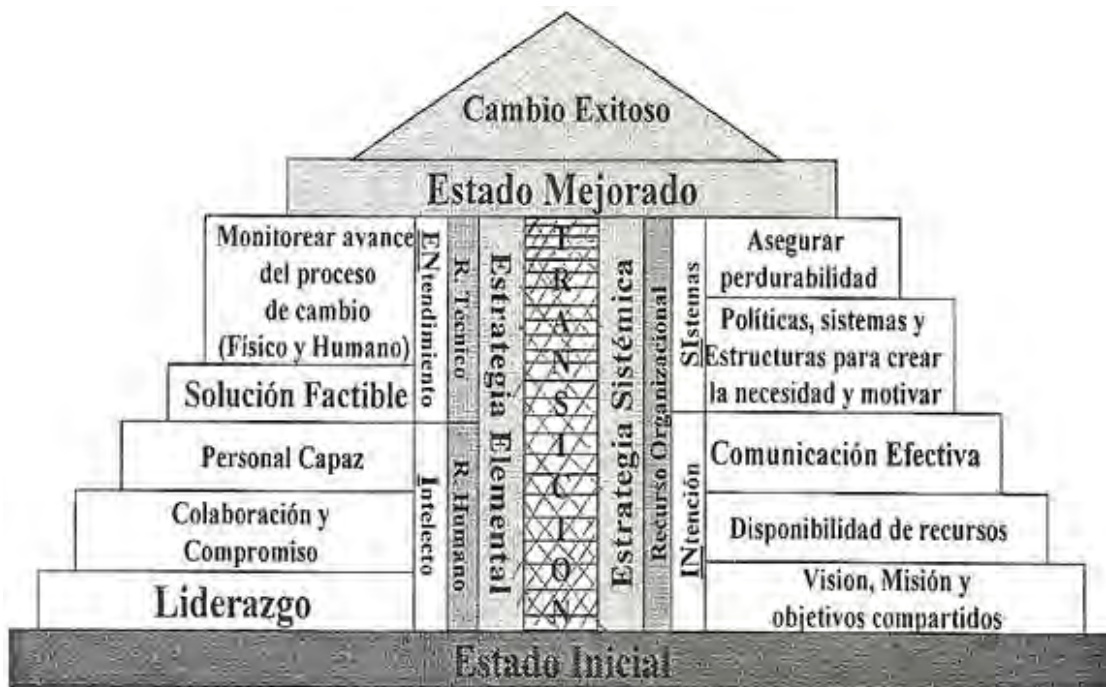 Cambio Exitoso
Estado Mejorado
Monitorear avance
del proceso
de cambio
(Físico y Humano)
Solución Factible
Personal Capaz
Colaboración y
Compromiso
Liderazgo
ENtendimiento
Intelecto
R. Técnico
R. Humano
Estrategia Elemental
TRANSICION
Estrategia Sistémica
Recurso Organizacional
SIstemas
INtención
Asegurar
perdurabilidad
Políticas, sistemas y
Estructuras para crear
la necesidad y motivar
Comunicación Efectiva
Disponibilidad de recursos
Vision, Misión y
objetivos compartidos
Estado Inicial